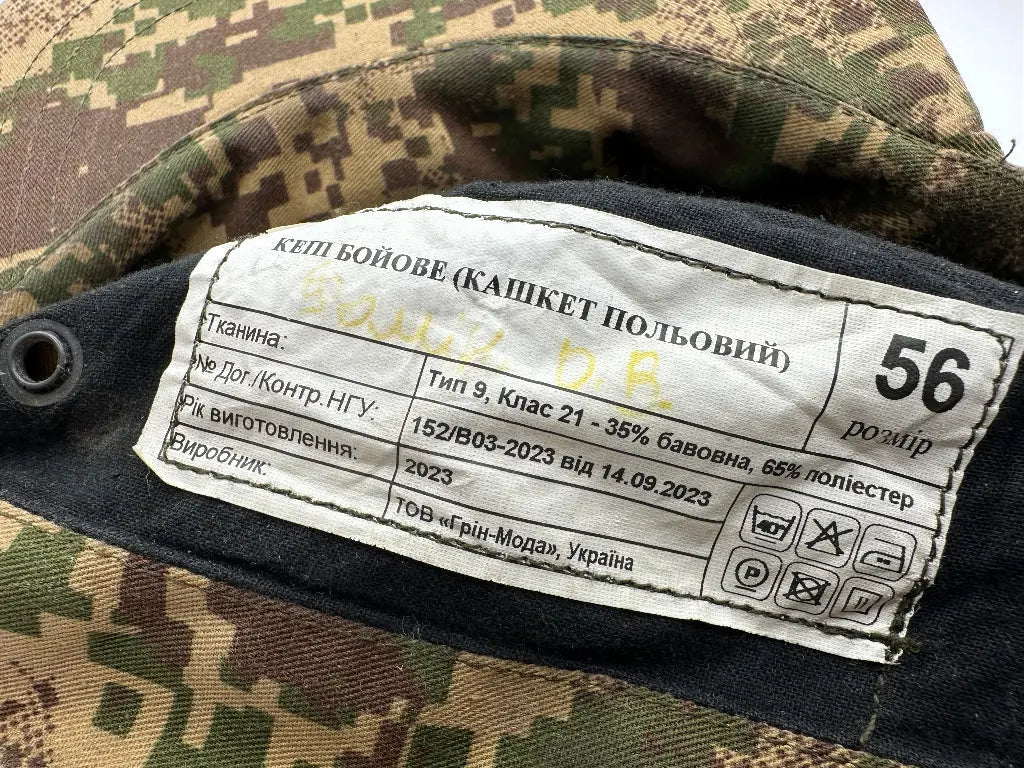 КЕПІ БОЙОВЕ (КАШКЕТ ПОЛЬОВИЙ)
56
розмір
D. В.
Тканина: Тип 9, Клас 21 - 35% бавовна, 65% поліестер
№ Дог./Контр. НГУ: 152/В03-2023 від 14.09.2023
Рік виготовлення: 2023
Виробник: ТОВ «Грін-Мода», Україна
40
P